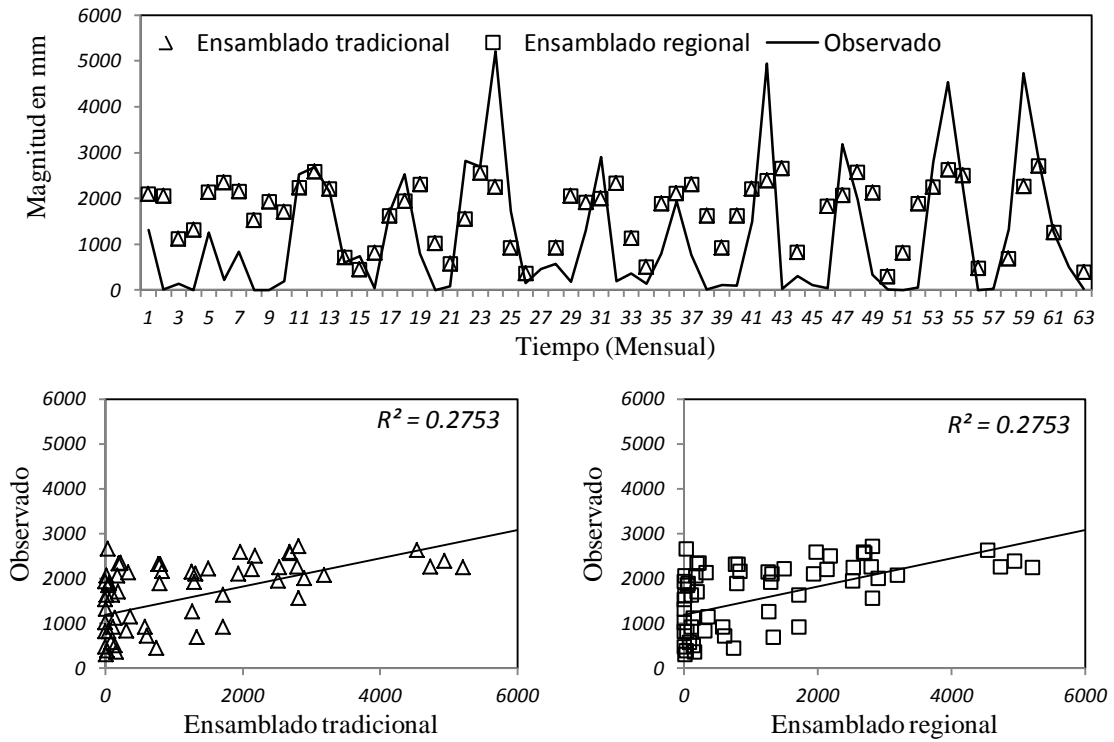 6000
5000
4000
3000
2000
1000
0
Magnitud en mm
Ensamblado tradicional Ensamblado regional Observado
1 3 5 7 9 11 13 15 17 19 21 23 25 27 29 31 33 35 37 39 41 43 45 47 49 51 53 55 57 59 61 63
Tiempo (Mensual)
6000
5000
4000
3000
2000
1000
0
Observado
R² = 0.2753
0 2000 4000 6000
Ensamblado tradicional
6000
5000
4000
3000
2000
1000
0
Observado
R² = 0.2753
0 2000 4000 6000
Ensamblado regional